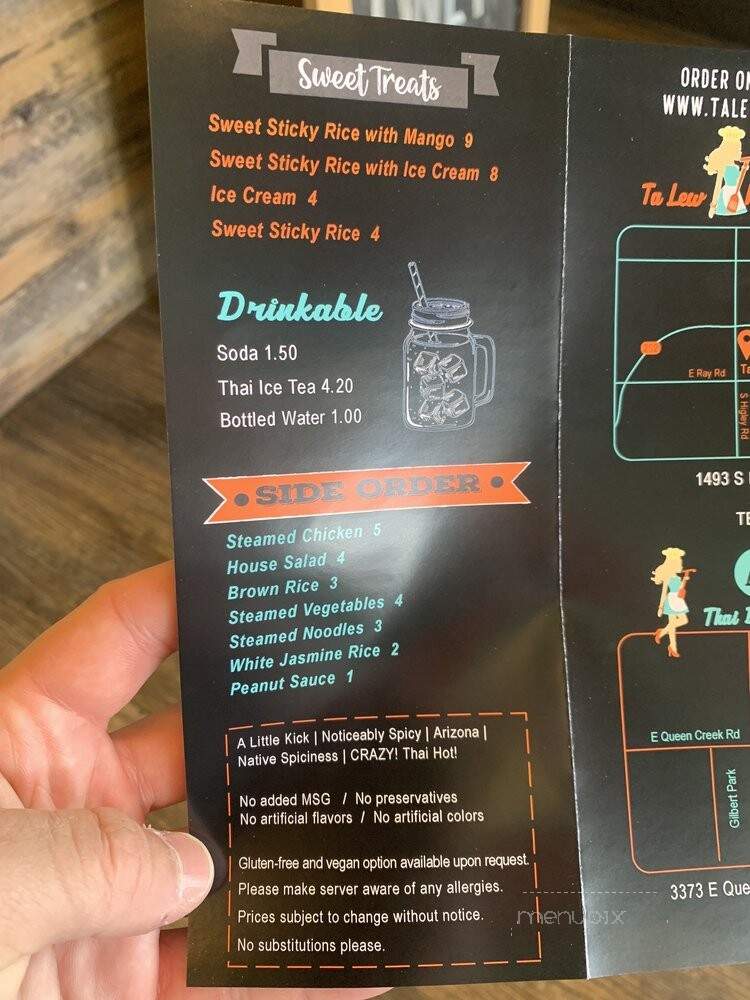 Sweet Treats
Sweet Sticky Rice with Mango 9
Sweet Sticky Rice with Ice Cream 8
Ice Cream 4
Sweet Sticky Rice 4
Drinkable
Soda 1.50
Thai Ice Tea 4.20
Bottled Water 1.00
SIDE ORDER
Steamed Chicken 5
House Salad 4
Brown Rice 3
Steamed Vegetables 4
Steamed Noodles 3
White Jasmine Rice 2
Peanut Sauce 1
A Little Kick | Noticeably Spicy | Arizona |
Native Spiciness | CRAZY! Thai Hot!
No added MSG / No preservatives
No artificial flavors / No artificial colors
Gluten-free and vegan option available upon request.
Please make server aware of any allergies.
Prices subject to change without notice.
No substitutions please.
ORDER ON
WWW.TALE
Ta Lew
E Ray Rd
S Higley Rd
Ta
1493 S
TE
Thai
E Queen Creek Rd
Gilbert Park
3373 E Que
menupix